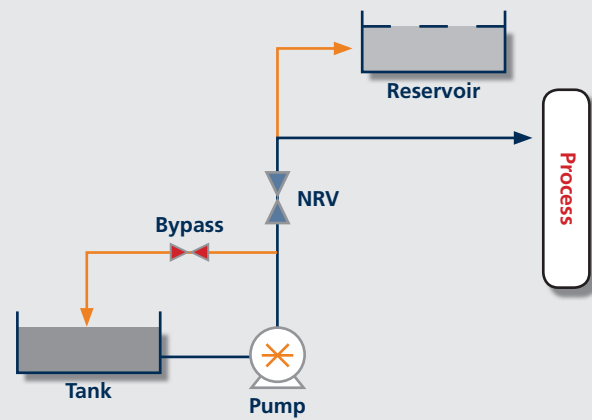 Reservoir
Process
NRV
Bypass
Tank
Pump